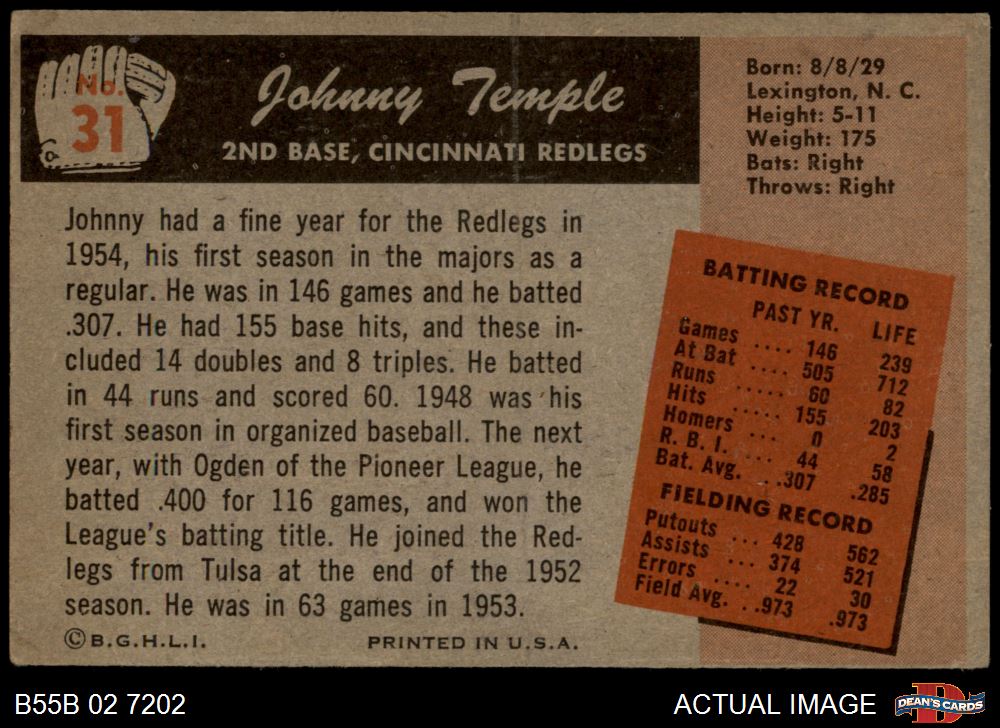 No.
31
Johnny Temple
2ND BASE, CINCINNATI REDLEGS
Born: 8/8/29
Lexington, N. C.
Height: 5-11
Weight: 175
Bats: Right
Throws: Right
Johnny had a fine year for the Redlegs in
1954, his first season in the majors as a
regular. He was in 146 games and he batted
.307. He had 155 base hits, and these in-
cluded 14 doubles and 8 triples. He batted
in 44 runs and scored 60. 1948 was his
first season in organized baseball. The next
year, with Ogden of the Pioneer League, he
batted .400 for 116 games, and won the
League's batting title. He joined the Red-
legs from Tulsa at the end of the 1952
season. He was in 63 games in 1953.
©B.G.H.L.I. PRINTED IN U.S.A.
BATTING RECORD
PAST YR. LIFE
Games .... 146 239
At Bat .... 505 712
Runs ..... 60 82
Hits ..... 155 203
Homers ... 0 2
R. B. I. .... 44 58
Bat. Avg. . .307 .285
FIELDING RECORD
Putouts ... 428 562
Assists ... 374 521
Errors .... 22 30
Field Avg. . .973 .973
B55B 02 7202 ACTUAL IMAGE
D
DEAN'S CARDS